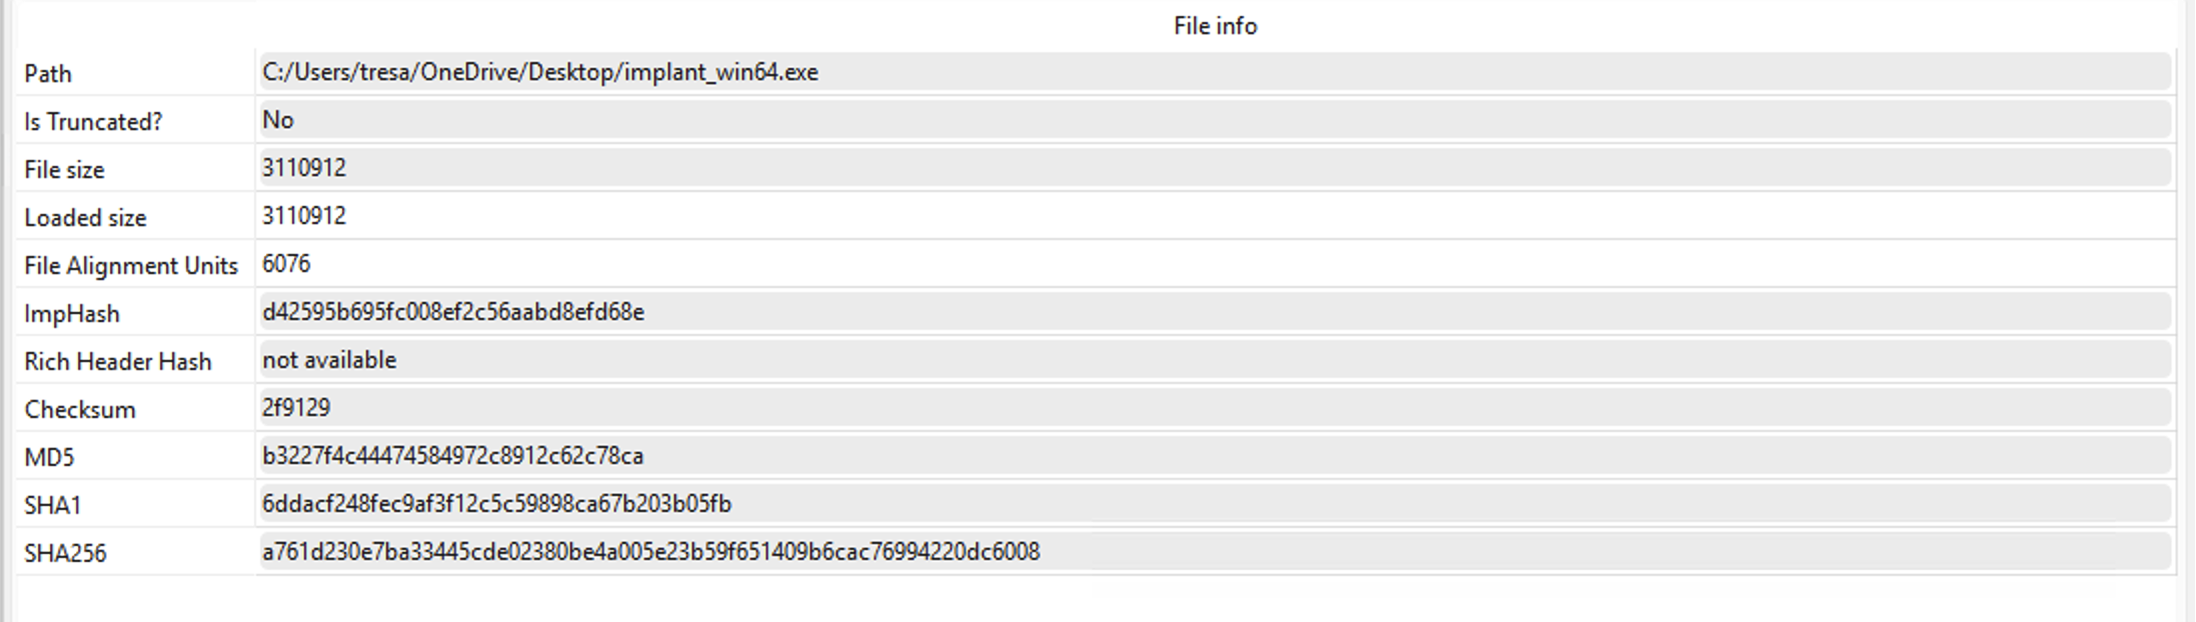 File info
Path C:/Users/tresa/OneDrive/Desktop/implant_win64.exe
Is Truncated? No
File size 3110912
Loaded size 3110912
File Alignment Units 6076
ImpHash d42595b695fc008ef2c56aabd8efd68e
Rich Header Hash not available
Checksum 2f9129
MD5 b3227f4c44474584972c8912c62c78ca
SHA1 6ddacf248fec9af3f12c5c59898ca67b203b05fb
SHA256 a761d230e7ba33445cde02380be4a005e23b59f651409b6cac76994220dc6008